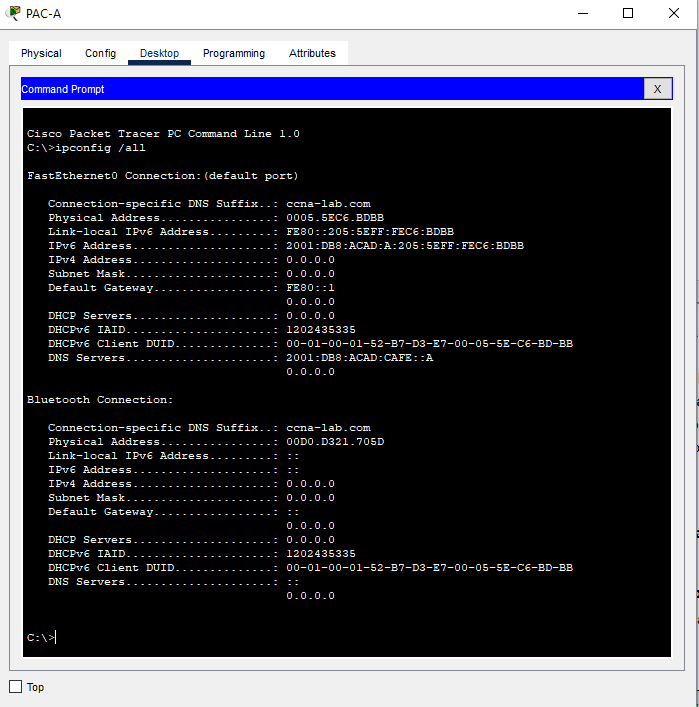 PAC-A
Physical Config Desktop Programming Attributes
Command Prompt X
Cisco Packet Tracer PC Command Line 1.0
C:\>ipconfig /all
FastEthernet0 Connection:(default port)
Connection-specific DNS Suffix..: ccna-lab.com
Physical Address................: 0005.5EC6.BDBB
Link-local IPv6 Address.........: FE80::205:5EFF:FEC6:BDBB
IPv6 Address....................: 2001:DB8:ACAD:A:205:5EFF:FEC6:BDBB
IPv4 Address....................: 0.0.0.0
Subnet Mask.....................: 0.0.0.0
Default Gateway.................: FE80::1
0.0.0.0
DHCP Servers....................: 0.0.0.0
DHCPv6 IAID.....................: 1202435335
DHCPv6 Client DUID..............: 00-01-00-01-52-B7-D3-E7-00-05-5E-C6-BD-BB
DNS Servers.....................: 2001:DB8:ACAD:CAFE::A
0.0.0.0
Bluetooth Connection:
Connection-specific DNS Suffix..: ccna-lab.com
Physical Address................: 00D0.D321.705D
Link-local IPv6 Address.........: ::
IPv6 Address....................: ::
IPv4 Address....................: 0.0.0.0
Subnet Mask.....................: 0.0.0.0
Default Gateway.................: ::
0.0.0.0
DHCP Servers....................: 0.0.0.0
DHCPv6 IAID.....................: 1202435335
DHCPv6 Client DUID..............: 00-01-00-01-52-B7-D3-E7-00-05-5E-C6-BD-BB
DNS Servers.....................: ::
0.0.0.0
C:\>
Top